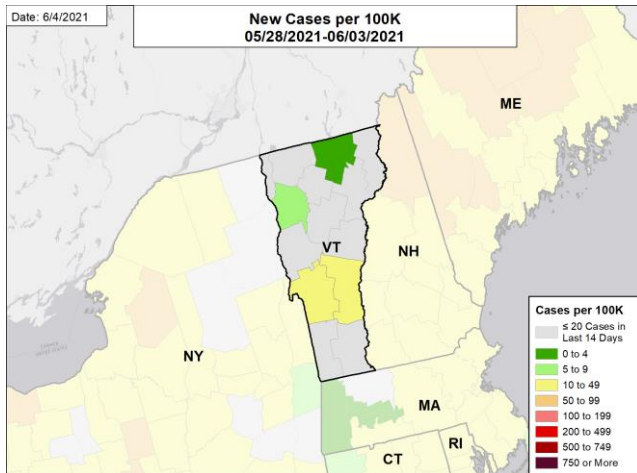 Date: 6/4/2021
New Cases per 100K
05/28/2021-06/03/2021
ME
VT
NH
NY
MA
CT
RI
Cases per 100K
≤ 20 Cases in
Last 14 Days
0 to 4
5 to 9
10 to 49
50 to 99
100 to 199
200 to 499
500 to 749
750 or More